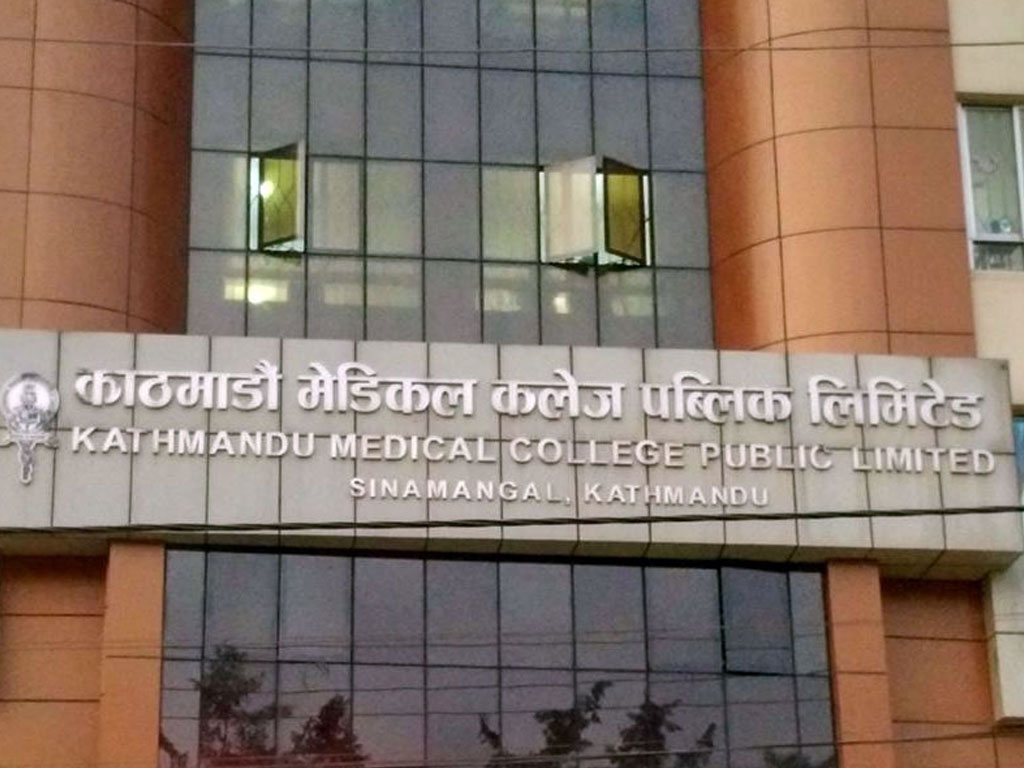 काठमाडौं मेडिकल कलेज पब्लिक लिमिटेड
KATHMANDU MEDICAL COLLEGE PUBLIC LIMITED
SINAMANGAL, KATHMANDU